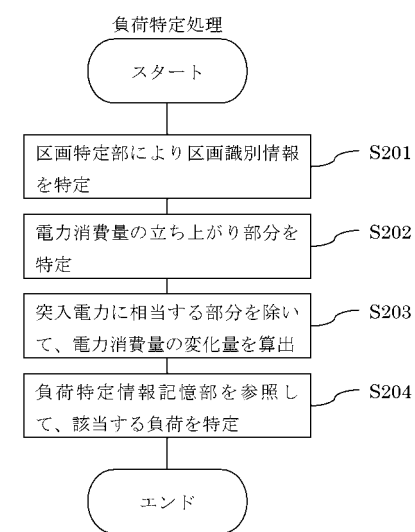 負荷特定処理
スタート
区画特定部により区画識別情報
を特定
S201
電力消費量の立ち上がり部分を
特定
S202
突入電力に相当する部分を除い
て、電力消費量の変化量を算出
S203
負荷特定情報記憶部を参照し
て、該当する負荷を特定
S204
エンド